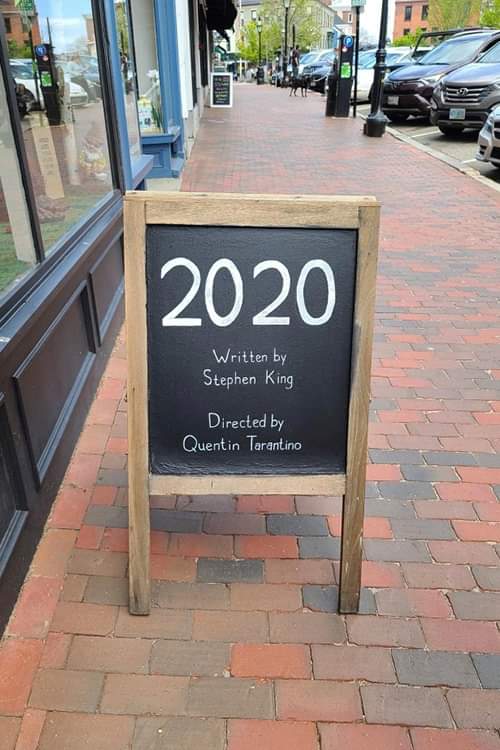 2020
Written by
Stephen King
Directed by
Quentin Tarantino